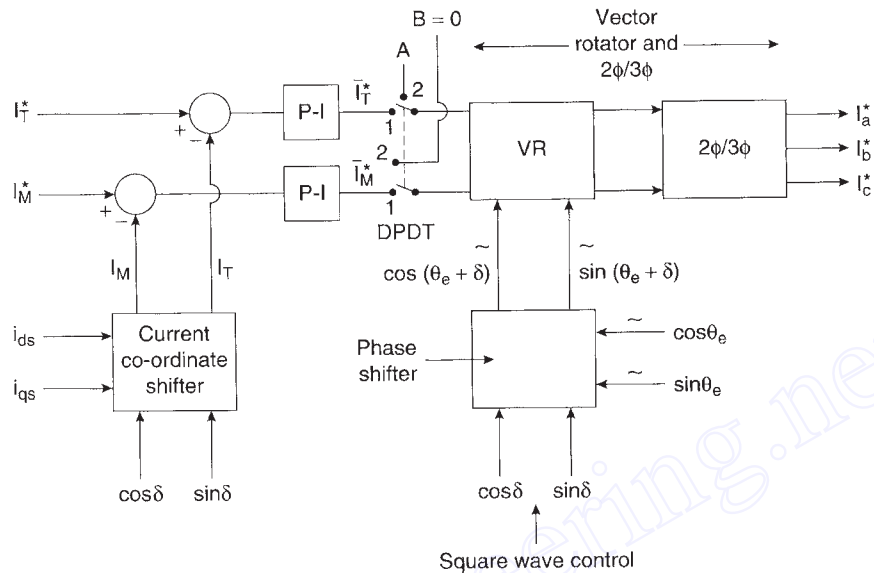 B = 0
Vector
rotator and
2ϕ/3ϕ
A
I*T
+
−
P-I
Ī*T
2
1
2
VR
2ϕ/3ϕ
I*a
I*b
I*c
I*M
+
−
P-I
Ī*M
1
DPDT
IM
IT
~
cos (θe + δ)
~
sin (θe + δ)
ids
iqs
Current
co-ordinate
shifter
Phase
shifter
~
cosθe
~
sinθe
cosδ
sinδ
cosδ
sinδ
Square wave control